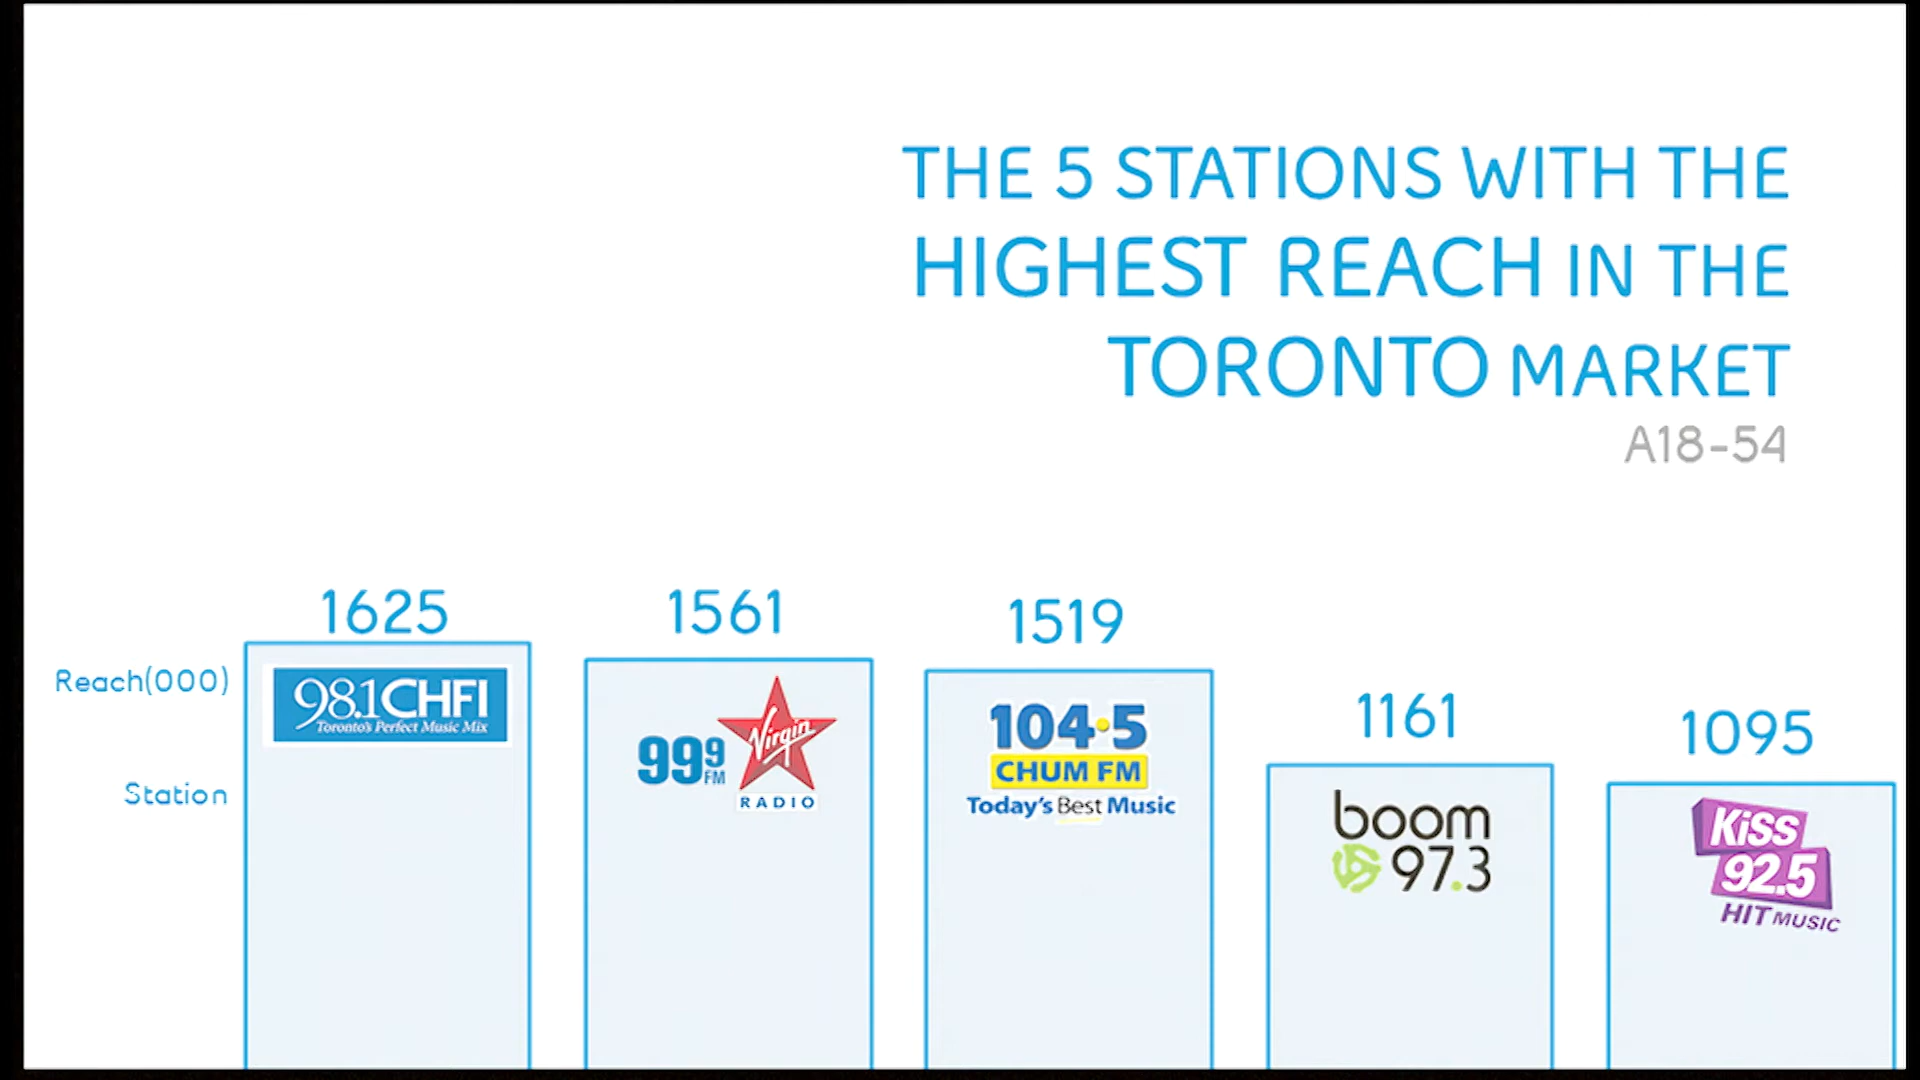 THE 5 STATIONS WITH THE
HIGHEST REACH IN THE
TORONTO MARKET
A18-54
1625
1561
1519
1161
1095
Reach(000)
Station
98.1CHFI
Toronto's Perfect Music Mix
999
FM
Virgin
RADIO
104.5
CHUM FM
Today's Best Music
boom
97.3
KiSS
92.5
HIT MUSIC